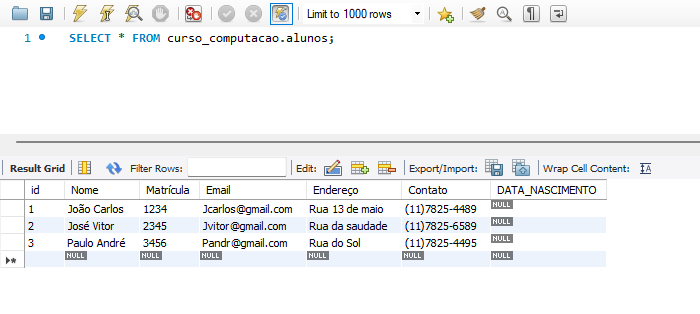 Limit to 1000 rows
1 SELECT * FROM curso_computacao.alunos;
Result Grid Filter Rows: Edit: Export/Import: Wrap Cell Content:
id Nome Matrícula Email Endereço Contato DATA_NASCIMENTO
1 João Carlos 1234 Jcarlos@gmail.com Rua 13 de maio (11)7825-4489 NULL
2 José Vitor 2345 Jvitor@gmail.com Rua da saudade (11)7825-6589 NULL
3 Paulo André 3456 Pandr@gmail.com Rua do Sol (11)7825-4495 NULL
NULL NULL NULL NULL NULL NULL